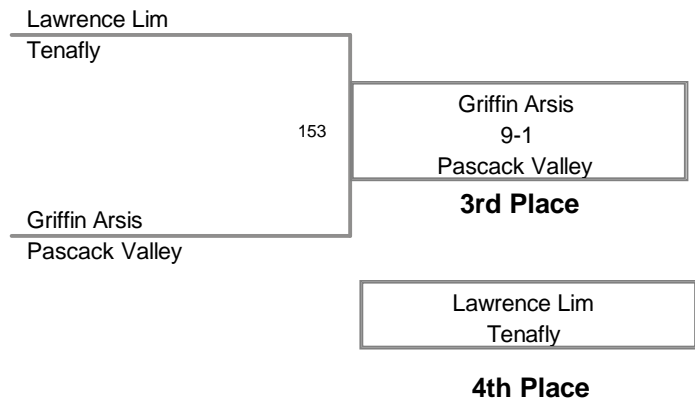 Lawrence Lim
Tenafly
Griffin Arsis
9-1
Pascack Valley
153
3rd Place
Griffin Arsis
Pascack Valley
Lawrence Lim
Tenafly
4th Place